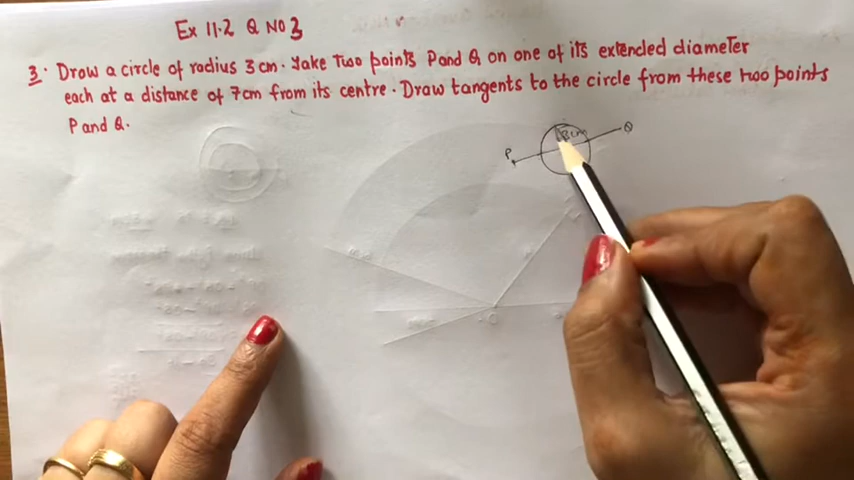 Ex 11.2 Q NO 3
3. Draw a circle of radius 3 cm. Take Two points P and Q on one of its extended diameter
each at a distance of 7cm from its centre. Draw tangents to the circle from these two points
P and Q.
P
3cm
Q